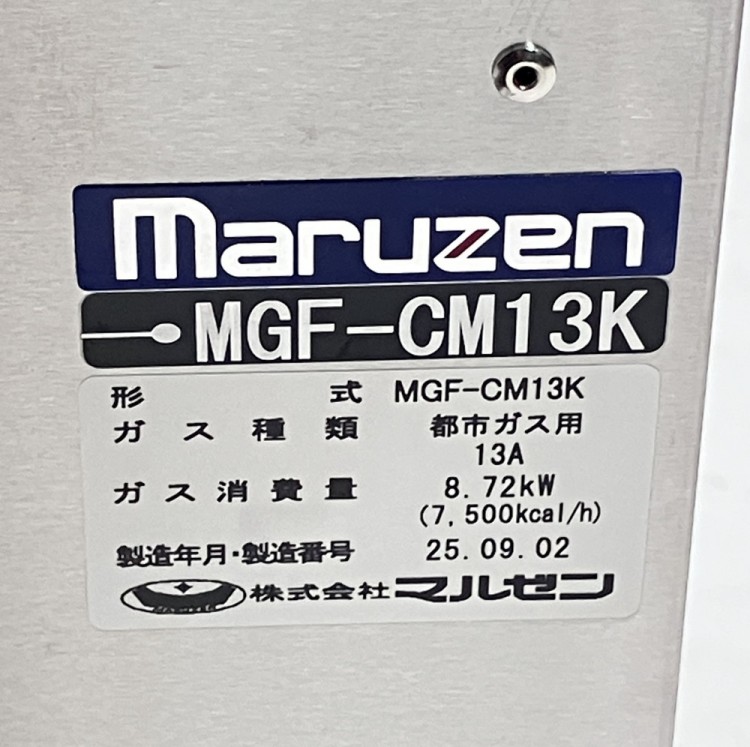 maruzen
MGF-CM13K
形式 MGF-CM13K
ガス種類 都市ガス用
13A
ガス消費量 8.72kW
(7,500kcal/h)
製造年月・製造番号 25.09.02
株式会社マルゼン